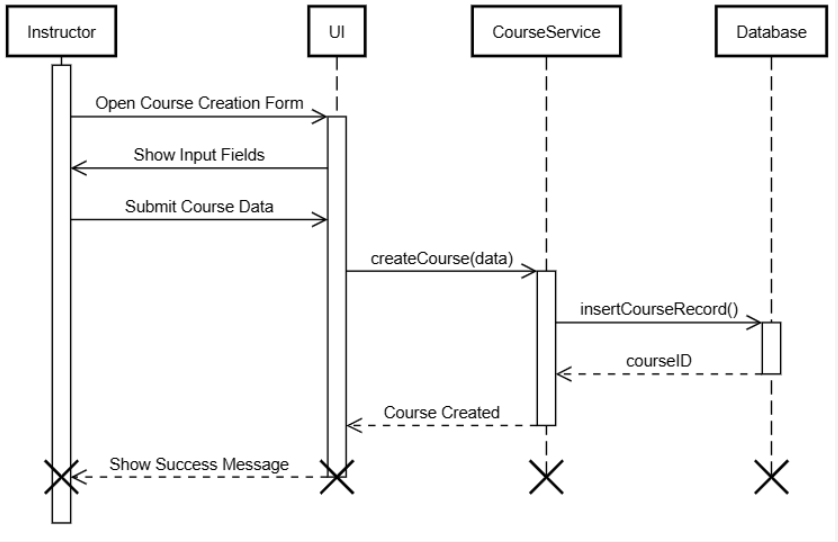 Instructor
UI
CourseService
Database
Open Course Creation Form
Show Input Fields
Submit Course Data
createCourse(data)
insertCourseRecord()
courseID
Course Created
Show Success Message